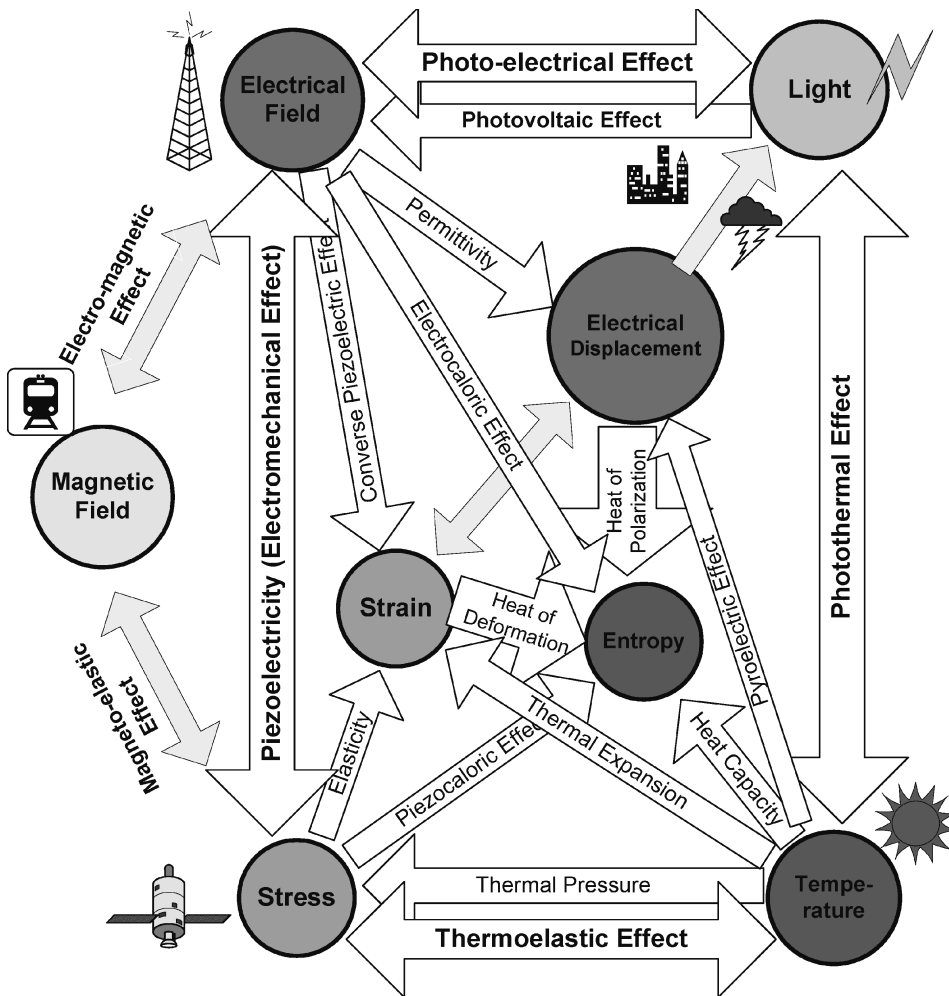 Electrical
Field
Photo-electrical Effect
Photovoltaic Effect
Light
Permittivity
Electro-magnetic
Effect
Piezoelectricity (Electromechanical Effect)
Converse Piezoelectric Effect
Electrocaloric Effect
Electrical
Displacement
Photothermal Effect
Magnetic
Field
Heat of
Polarization
Pyroelectric Effect
Strain
Heat of
Deformation
Entropy
Magneto-elastic
Effect
Elasticity
Piezocaloric Effect
Thermal Expansion
Heat Capacity
Stress
Thermal Pressure
Thermoelastic Effect
Tempe-
rature